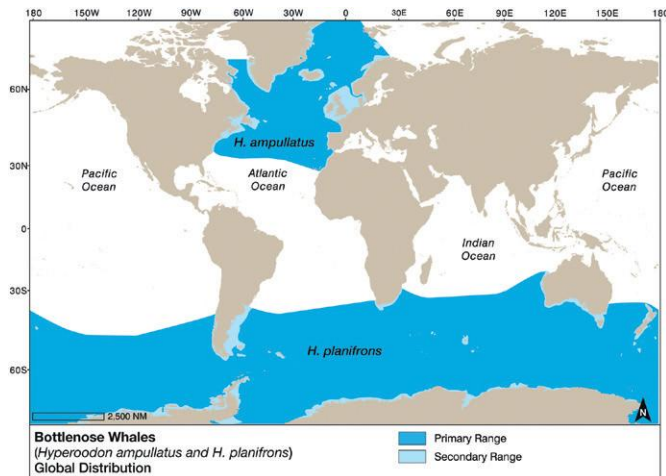 180 150W 120W 90W 60W 30W 0 30E 60E 90E 120E 150E 180
60N
30N
0
30S
60S
H. ampullatus
Pacific
Ocean
Atlantic
Ocean
Pacific
Ocean
Indian
Ocean
H. planifrons
2.500 NM
N
Bottlenose Whales
(Hyperoodon ampullatus and H. planifrons)
Global Distribution
Primary Range
Secondary Range